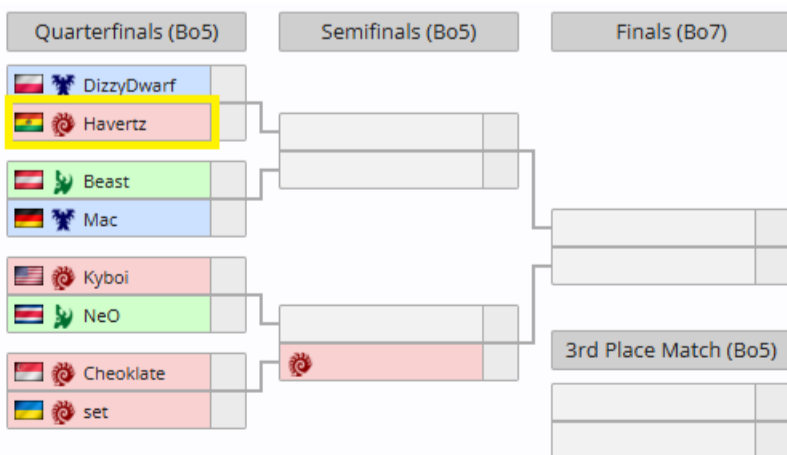 Quarterfinals (Bo5)
Semifinals (Bo5)
Finals (Bo7)
DizzyDwarf
Havertz
Beast
Mac
Kyboi
NeO
3rd Place Match (Bo5)
Cheoklate
set